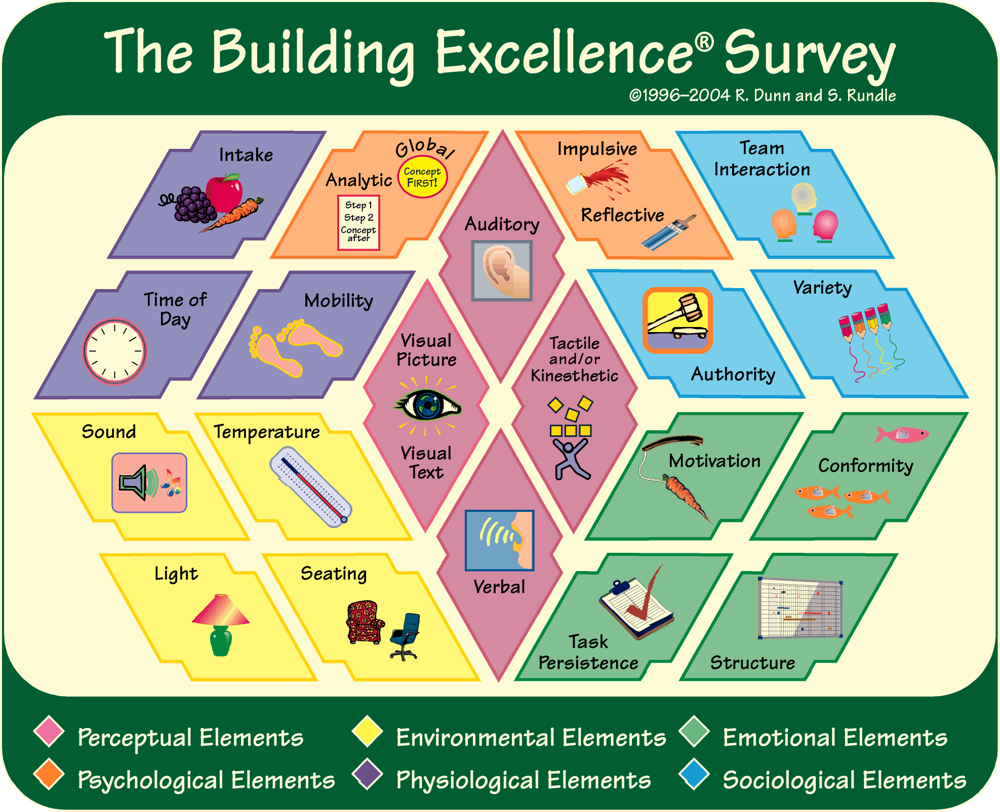 The Building Excellence® Survey
©1996–2004 R. Dunn and S. Rundle
Intake
Global
Concept
FIRST!
Analytic
Step 1
Step 2
Concept
after
Auditory
Impulsive
Reflective
Team
Interaction
Time of
Day
Mobility
Visual
Picture
Visual
Text
Tactile
and/or
Kinesthetic
Authority
Variety
Sound
Temperature
Motivation
Conformity
Light
Seating
Verbal
Task
Persistence
Structure
Perceptual Elements
Environmental Elements
Emotional Elements
Psychological Elements
Physiological Elements
Sociological Elements